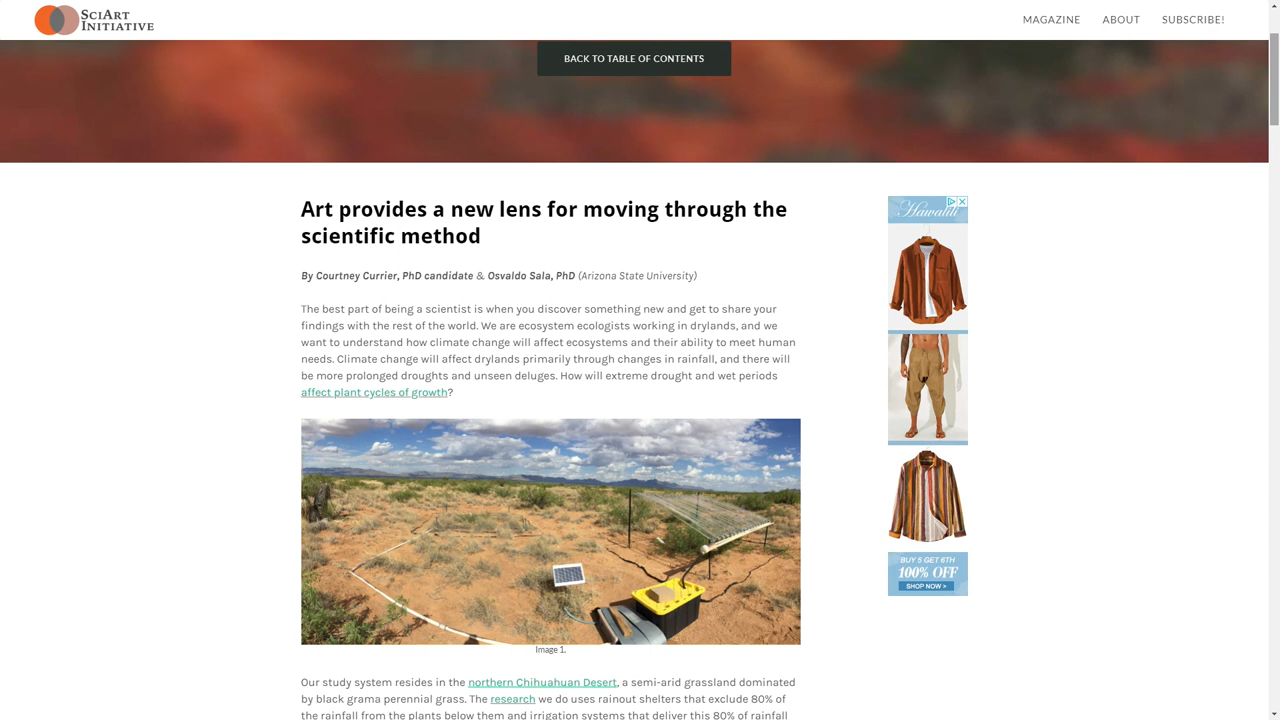 SciArt
Initiative
MAGAZINE
ABOUT
SUBSCRIBE!
BACK TO TABLE OF CONTENTS
Art provides a new lens for moving through the
scientific method
By Courtney Currier, PhD candidate & Osvaldo Sala, PhD (Arizona State University)
The best part of being a scientist is when you discover something new and get to share your
findings with the rest of the world. We are ecosystem ecologists working in drylands, and we
want to understand how climate change will affect ecosystems and their ability to meet human
needs. Climate change will affect drylands primarily through changes in rainfall, and there will
be more prolonged droughts and unseen deluges. How will extreme drought and wet periods
affect plant cycles of growth?
Image 1.
Our study system resides in the northern Chihuahuan Desert, a semi-arid grassland dominated
by black grama perennial grass. The research we do uses rainout shelters that exclude 80% of
the rainfall from the plants below them and irrigation systems that deliver this 80% of rainfall
BUY 5 GET 6TH
100% OFF
SHOP NOW >